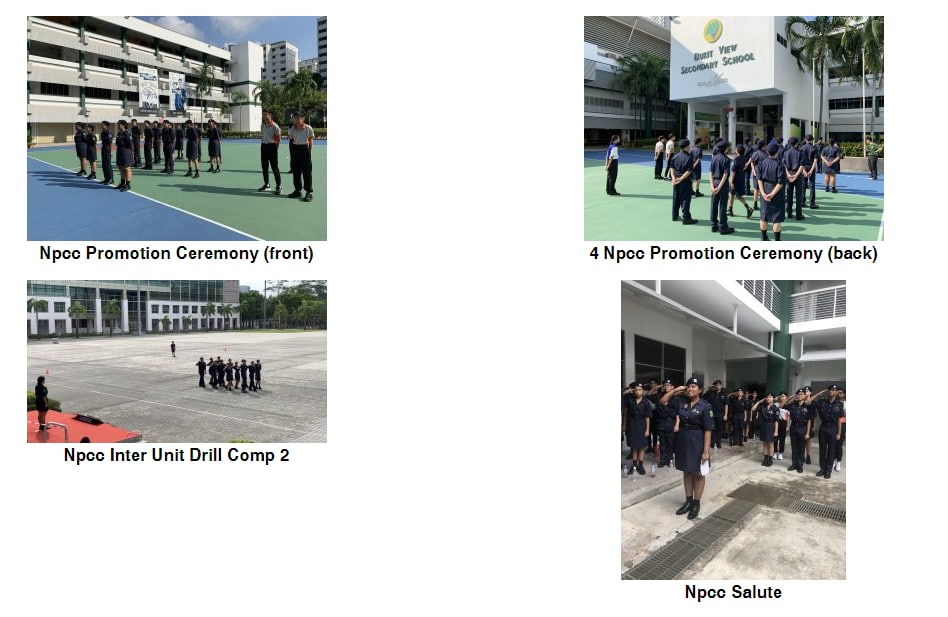 BUKIT VIEW
SECONDARY SCHOOL
Npcc Promotion Ceremony (front)
4 Npcc Promotion Ceremony (back)
Npcc Inter Unit Drill Comp 2
Npcc Salute